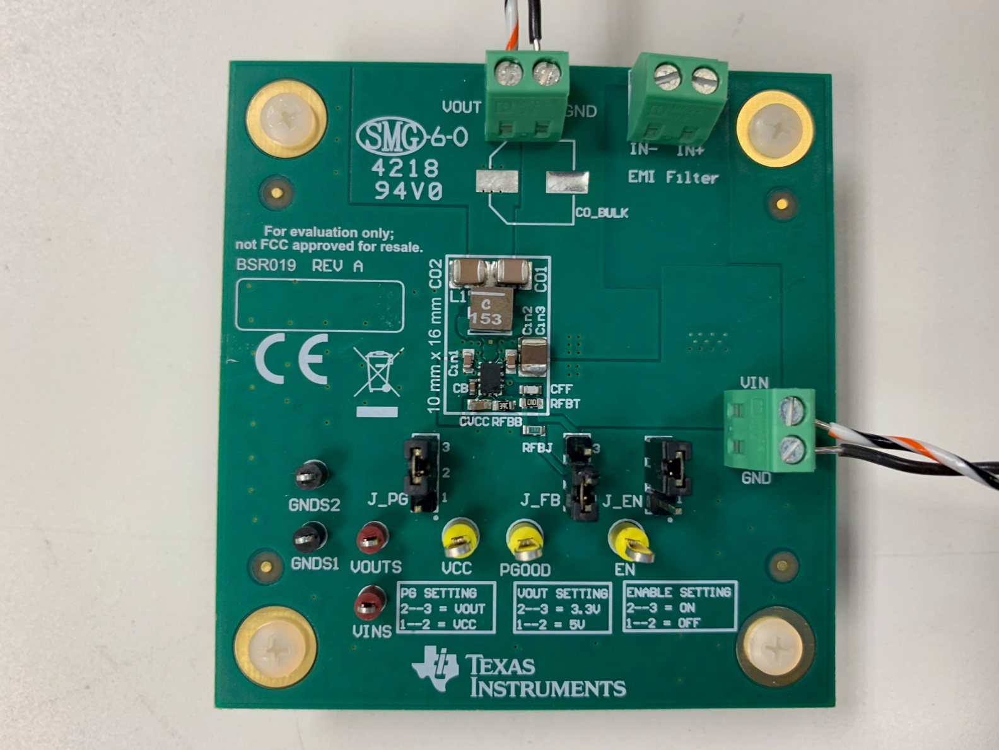 VOUT
GND
SMG-6-0
4218
94V0
IN- IN+
EMI Filter
CO_BULK
For evaluation only;
not FCC approved for resale.
BSR019 REV A
10 mm x 16 mm
CO2
CO1
L1
C
153
Cin2
Cin3
Cin1
CB
CFF
RFBT
01D
39C
CVCC RFBB
RFBJ
CE
VIN
GND
3
2
1
J_PG
3
J_FB
J_EN
1
GNDS2
GNDS1
VOUTS
VCC
PGOOD
EN
VINS
PG SETTING
2--3 = VOUT
1--2 = VCC
VOUT SETTING
2--3 = 3.3V
1--2 = 5V
ENABLE SETTING
2--3 = ON
1--2 = OFF
TEXAS
INSTRUMENTS